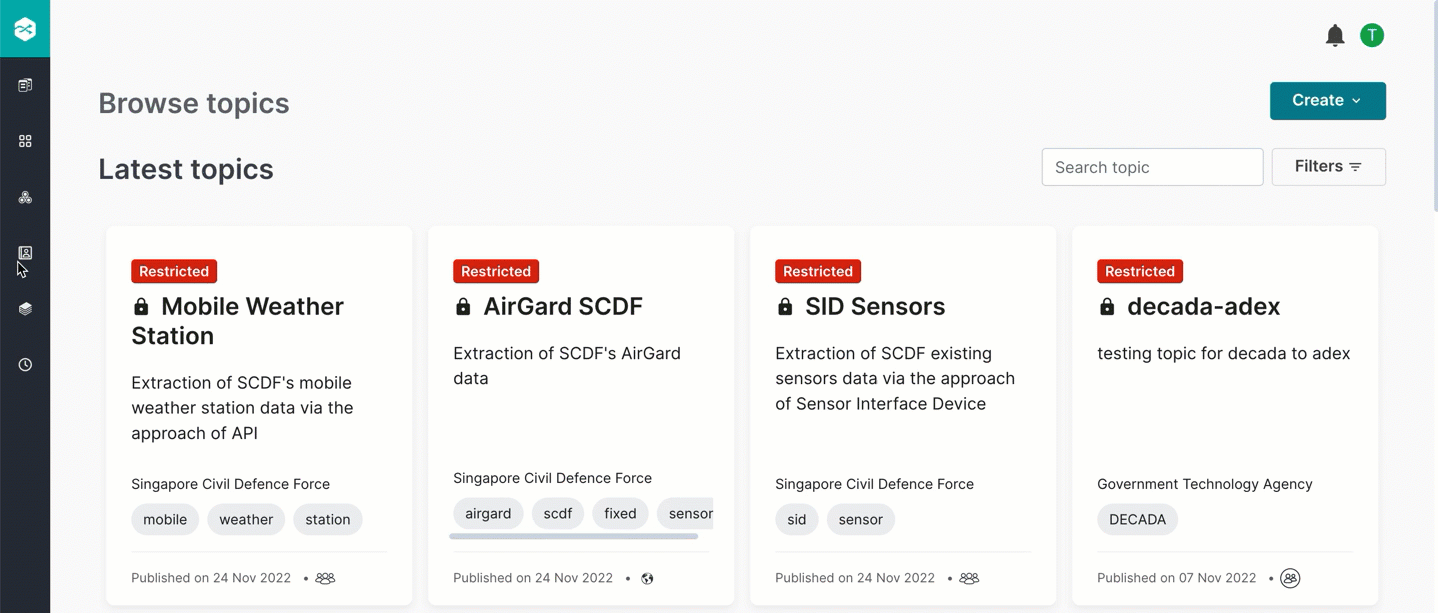 T
Browse topics
Create
Latest topics
Search topic
Filters
Restricted
Mobile Weather
Station
Extraction of SCDF's mobile
weather station data via the
approach of API
Singapore Civil Defence Force
mobile weather station
Published on 24 Nov 2022 •
Restricted
AirGard SCDF
Extraction of SCDF's AirGard
data
Singapore Civil Defence Force
airgard scdf fixed sensor
Published on 24 Nov 2022 •
Restricted
SID Sensors
Extraction of SCDF existing
sensors data via the approach
of Sensor Interface Device
Singapore Civil Defence Force
sid sensor
Published on 24 Nov 2022 •
Restricted
decada-adex
testing topic for decada to adex
Government Technology Agency
DECADA
Published on 07 Nov 2022 •